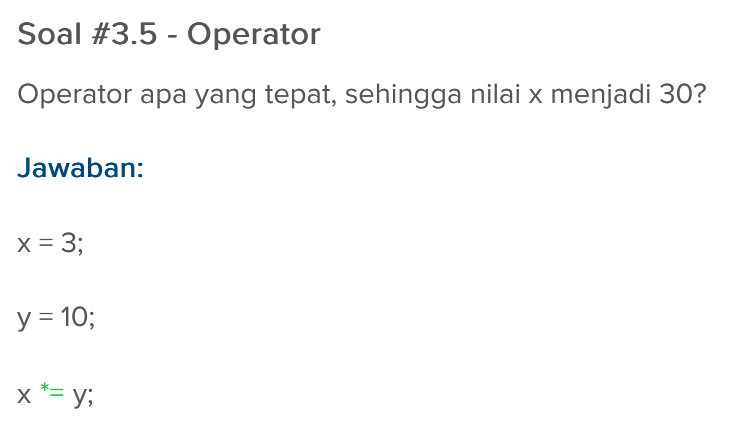 Soal #3.5 - Operator
Operator apa yang tepat, sehingga nilai x menjadi 30?
Jawaban:
x = 3;
y = 10;
x *= y;